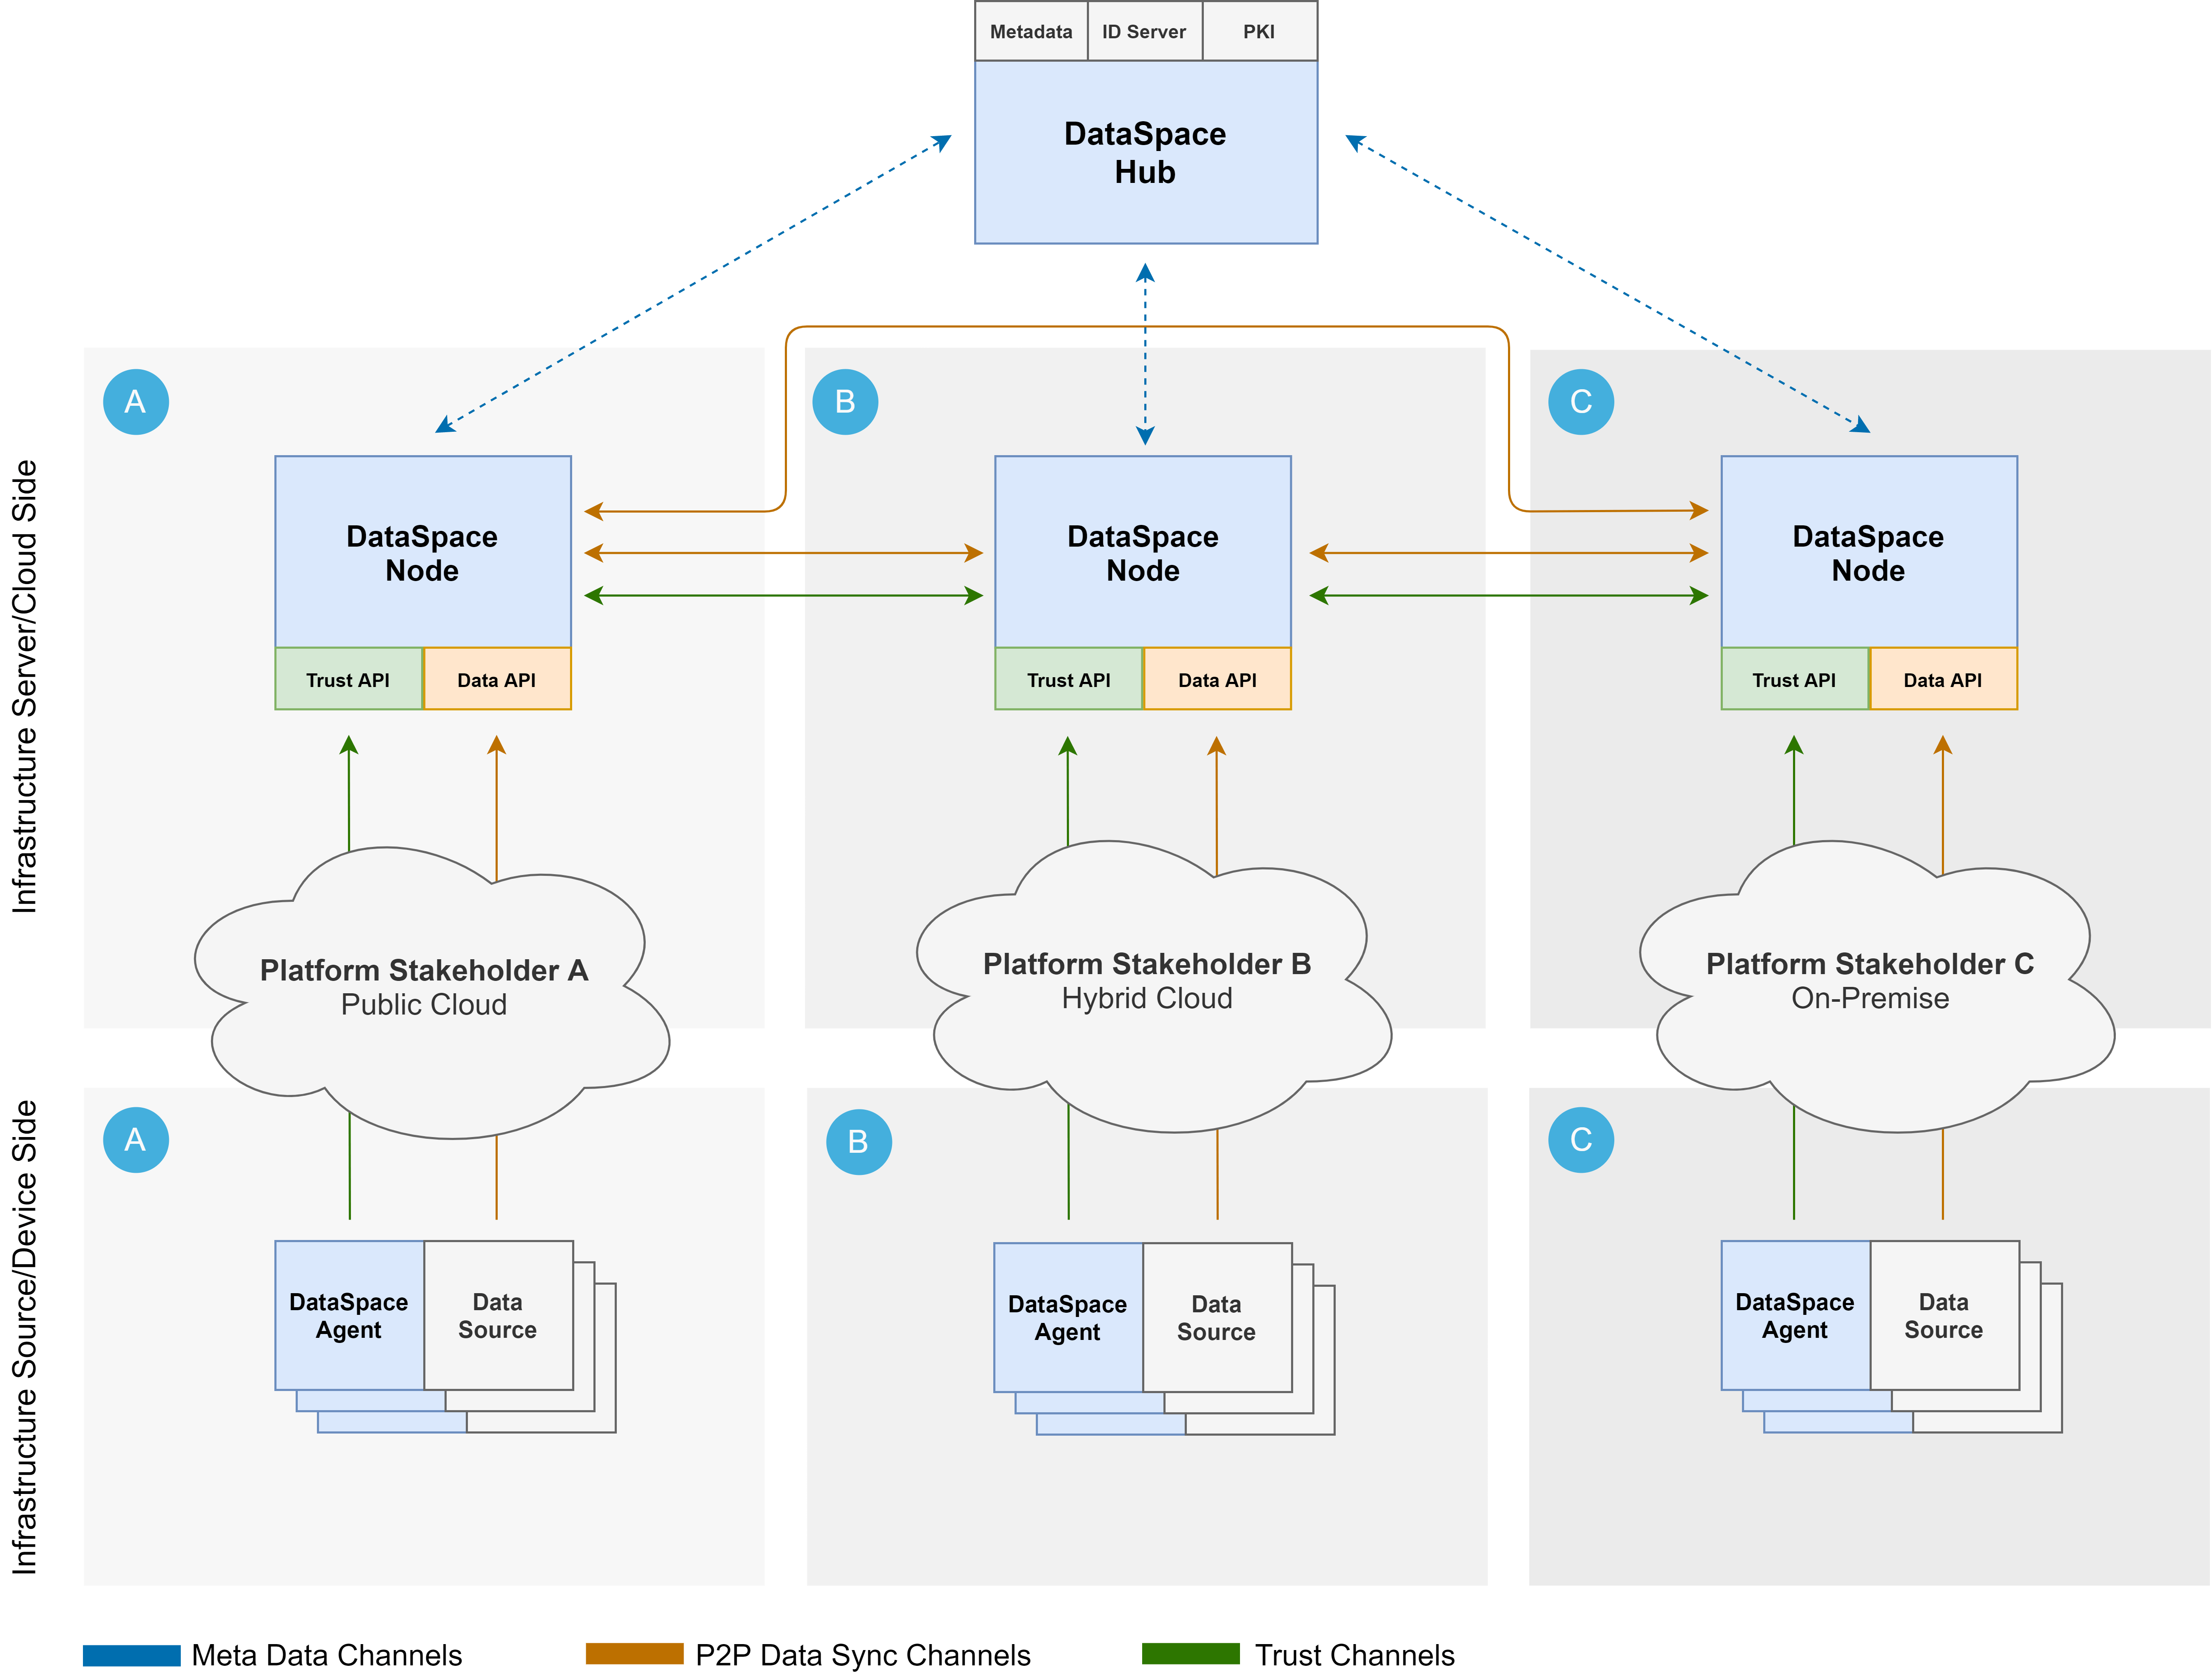 Metadata
ID Server
PKI
DataSpace
Hub
A
B
C
Infrastructure Server/Cloud Side
DataSpace
Node
DataSpace
Node
DataSpace
Node
Trust API
Data API
Trust API
Data API
Trust API
Data API
Platform Stakeholder A
Public Cloud
Platform Stakeholder B
Hybrid Cloud
Platform Stakeholder C
On-Premise
Infrastructure Source/Device Side
A
B
C
DataSpace
Agent
Data
Source
DataSpace
Agent
Data
Source
DataSpace
Agent
Data
Source
Meta Data Channels
P2P Data Sync Channels
Trust Channels